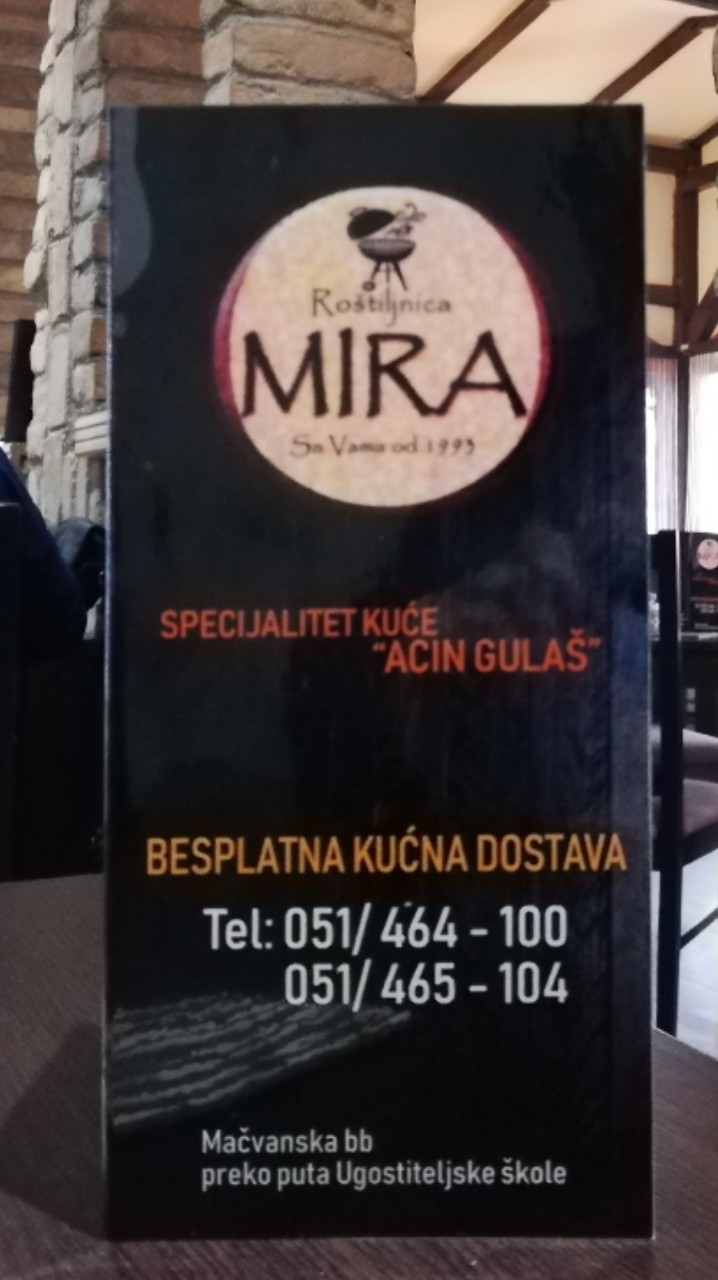 Roštiljnica
MIRA
Sa Vama od 1993
SPECIJALITET KUĆE
“ACIN GULAŠ”
BESPLATNA KUĆNA DOSTAVA
Tel: 051/ 464 - 100
051/ 465 - 104
Mačvanska bb
preko puta Ugostiteljske škole